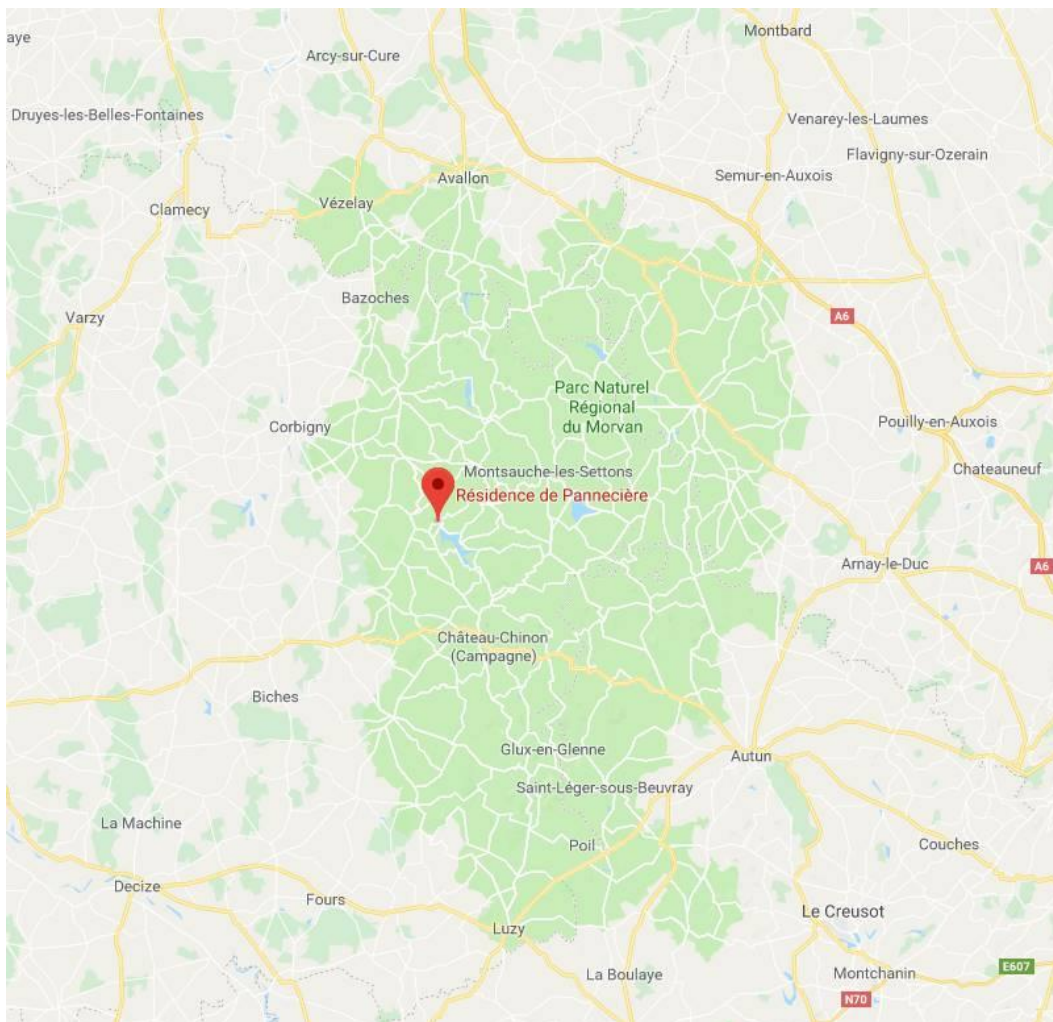 Montbard
aye
Arcy-sur-Cure
Druyes-les-Belles-Fontaines
Venarey-les-Laumes
Flavigny-sur-Ozerain
Semur-en-Auxois
Avallon
Vézelay
Clamecy
Bazoches
Varzy
A6
Parc Naturel
Régional
du Morvan
Corbigny
Pouilly-en-Auxois
Chateauneuf
Montsauche-les-Settons
Résidence de Pannecière
Arnay-le-Duc
A6
Château-Chinon
(Campagne)
Biches
Glux-en-Glenne
Autun
Saint-Léger-sous-Beuvray
La Machine
Poil
Couches
Decize
Fours
Le Creusot
Luzy
La Boulaye
Montchanin
E607
N70